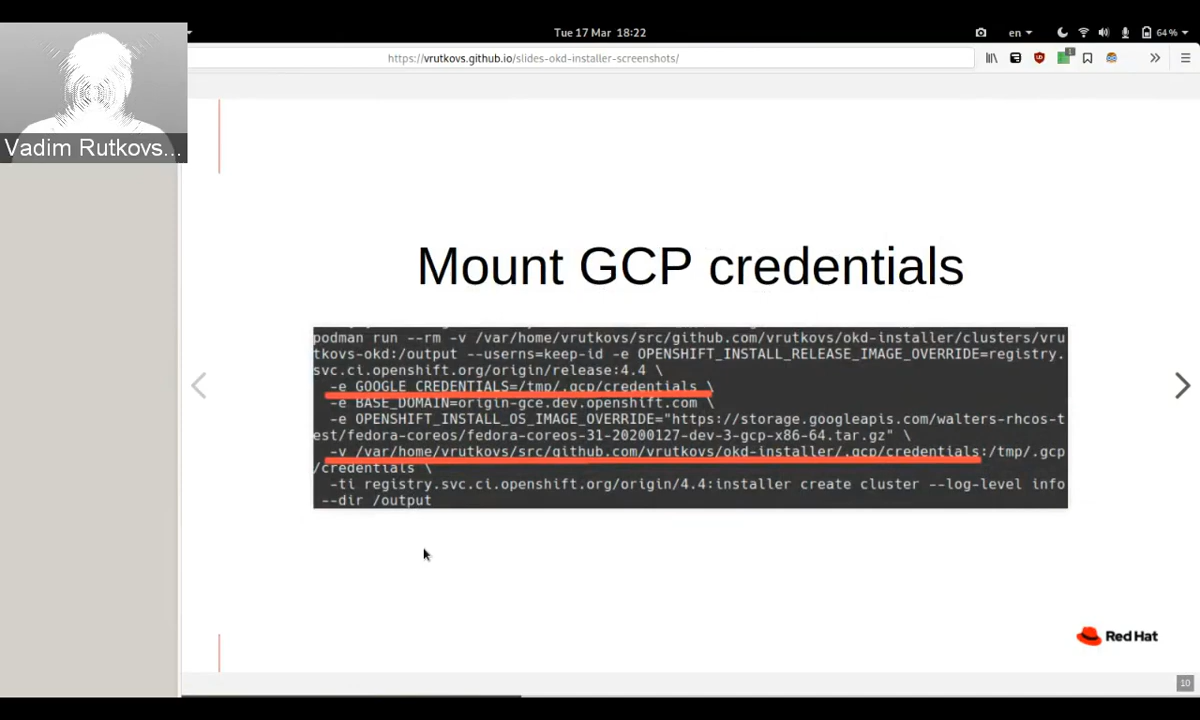 Tue 17 Mar 18:22
en
64 %
https://vrutkovs.github.io/slides-okd-installer-screenshots/
1
Vadim Rutkovs...
Mount GCP credentials
podman run --rm -v /var/home/vrutkovs/src/github.com/vrutkovs/okd-installer/clusters/vru
tkovs-okd:/output --userns=keep-id -e OPENSHIFT_INSTALL_RELEASE_IMAGE_OVERRIDE=registry.
svc.ci.openshift.org/origin/release:4.4 \
-e GOOGLE_CREDENTIALS=/tmp/.gcp/credentials \
-e BASE_DOMAIN=origin-gce.dev.openshift.com \
-e OPENSHIFT_INSTALL_OS_IMAGE_OVERRIDE="https://storage.googleapis.com/walters-rhcos-t
est/fedora-coreos/fedora-coreos-31-20200127-dev-3-gcp-x86-64.tar.gz" \
-v /var/home/vrutkovs/src/github.com/vrutkovs/okd-installer/.gcp/credentials:/tmp/.gcp
/credentials \
-ti registry.svc.ci.openshift.org/origin/4.4:installer create cluster --log-level info
--dir /output
Red Hat
10